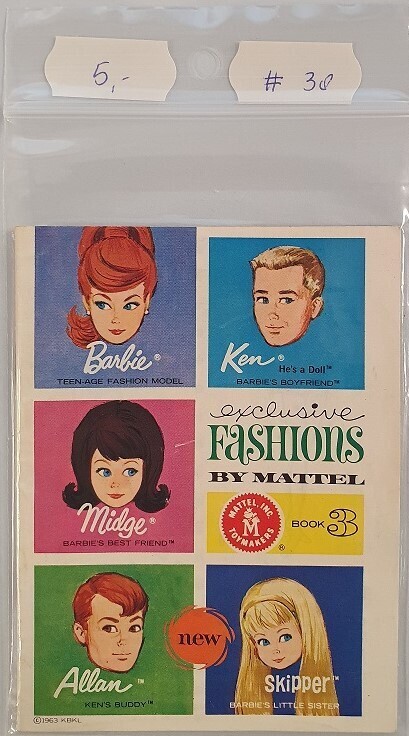 5,-
# 38
Barbie®
TEEN-AGE FASHION MODEL
Ken®
He's a Doll™
BARBIE'S BOYFRIEND™
Midge®
BARBIE'S BEST FRIEND™
exclusive
FASHIONS
BY MATTEL
MATTEL, INC.
M
TOYMAKERS
®
BOOK 3
Allan™
KEN'S BUDDY™
new
Skipper™
BARBIE'S LITTLE SISTER
©1963 KBKL